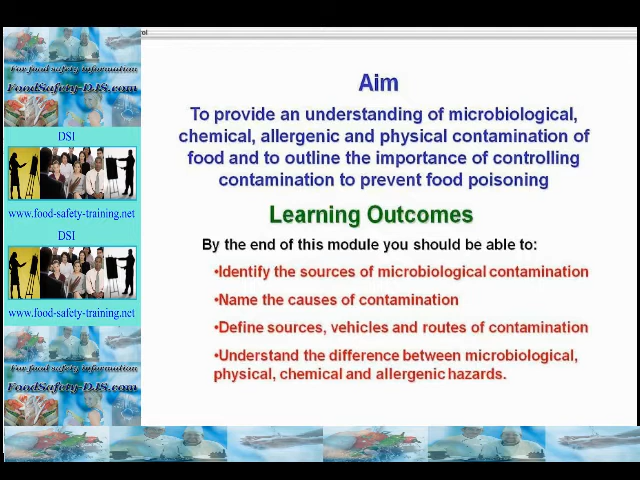 rol
For food safety information
FoodSafety-DJS.com
DSI
www.food-safety-training.net
DSI
www.food-safety-training.net
For food safety information
FoodSafety-DJS.com
Aim
To provide an understanding of microbiological,
chemical, allergenic and physical contamination of
food and to outline the importance of controlling
contamination to prevent food poisoning
Learning Outcomes
By the end of this module you should be able to:
•Identify the sources of microbiological contamination
•Name the causes of contamination
•Define sources, vehicles and routes of contamination
•Understand the difference between microbiological,
physical, chemical and allergenic hazards.